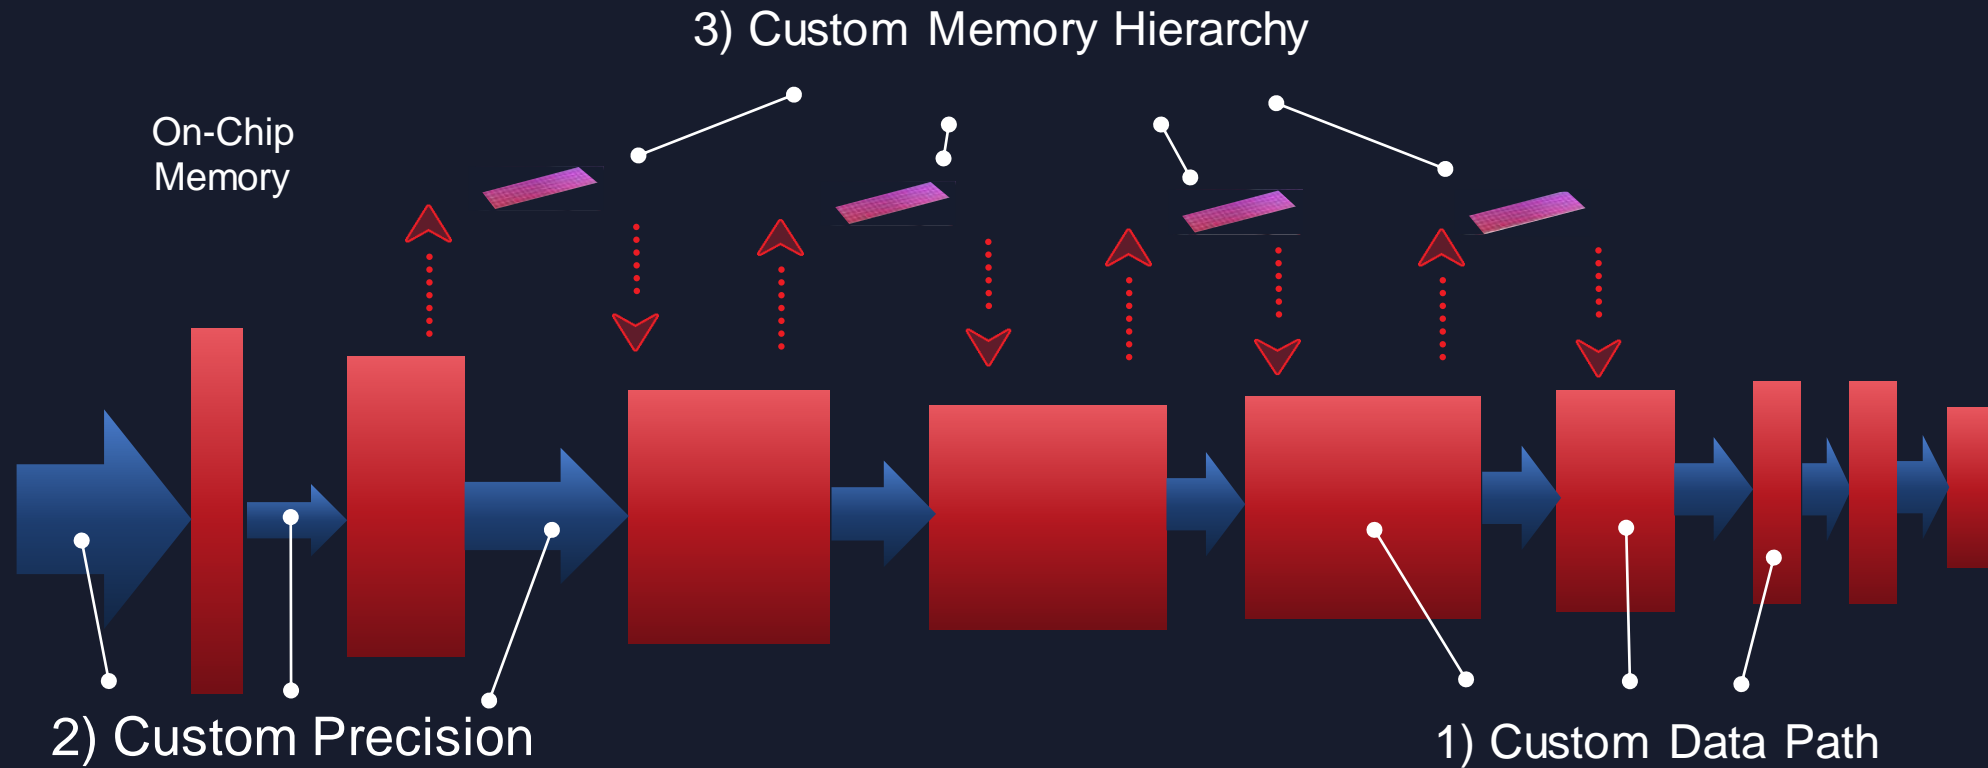 3) Custom Memory Hierarchy
On-Chip
Memory
2) Custom Precision
1) Custom Data Path